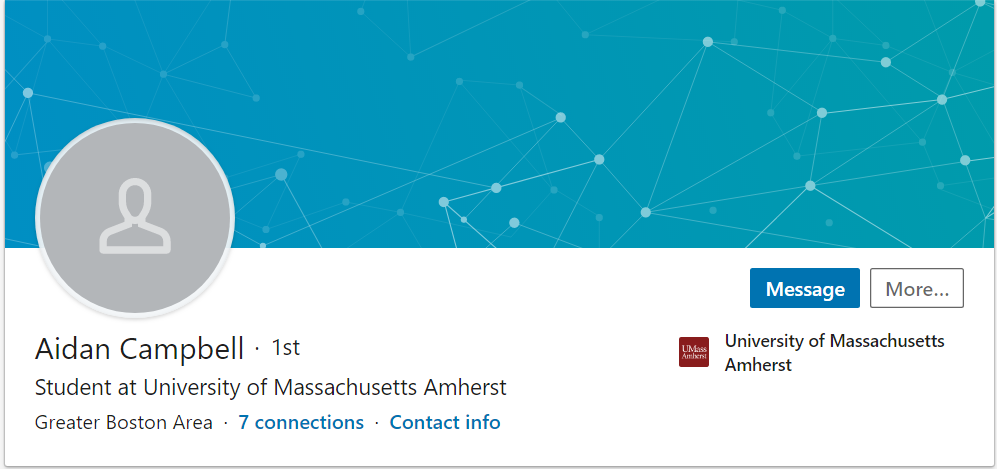 Message
More...
Aidan Campbell · 1st
Student at University of Massachusetts Amherst
Greater Boston Area · 7 connections · Contact info
UMass
Amherst
University of Massachusetts
Amherst